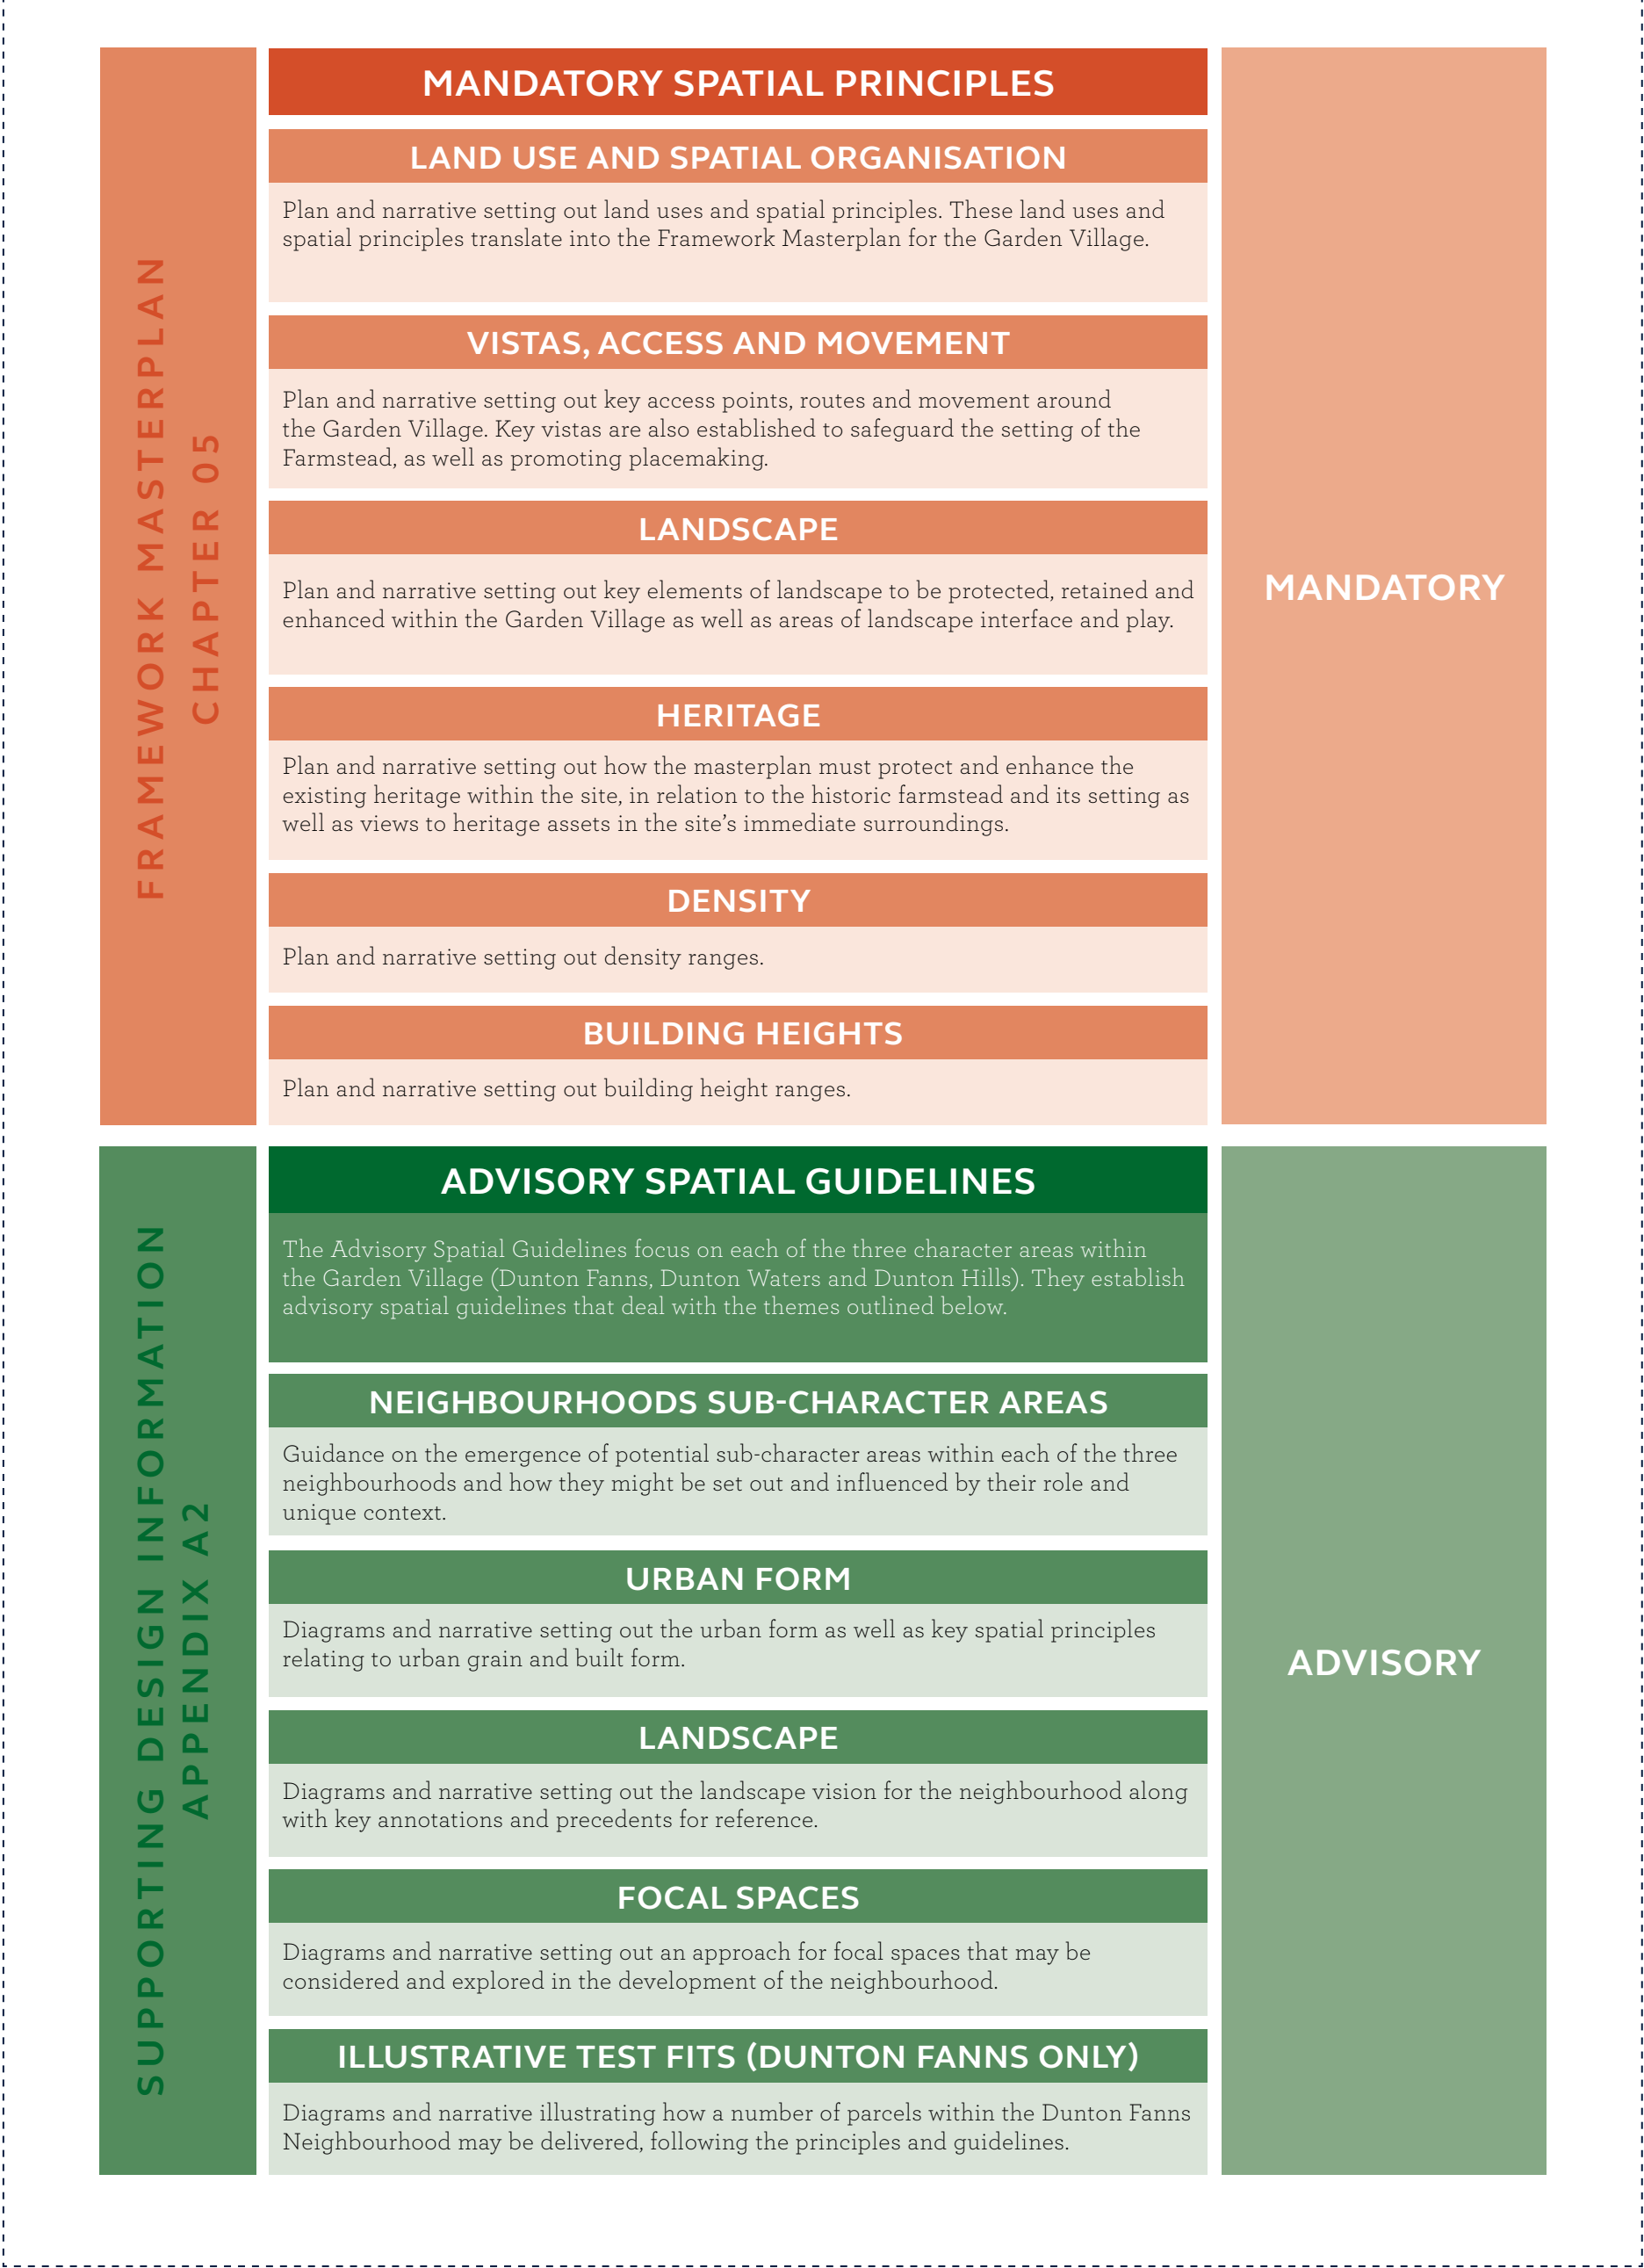 FRAMEWORK MASTERPLAN
CHAPTER 05
MANDATORY SPATIAL PRINCIPLES
LAND USE AND SPATIAL ORGANISATION
Plan and narrative setting out land uses and spatial principles. These land uses and
spatial principles translate into the Framework Masterplan for the Garden Village.
VISTAS, ACCESS AND MOVEMENT
Plan and narrative setting out key access points, routes and movement around
the Garden Village. Key vistas are also established to safeguard the setting of the
Farmstead, as well as promoting placemaking.
LANDSCAPE
Plan and narrative setting out key elements of landscape to be protected, retained and
enhanced within the Garden Village as well as areas of landscape interface and play.
HERITAGE
Plan and narrative setting out how the masterplan must protect and enhance the
existing heritage within the site, in relation to the historic farmstead and its setting as
well as views to heritage assets in the site’s immediate surroundings.
DENSITY
Plan and narrative setting out density ranges.
BUILDING HEIGHTS
Plan and narrative setting out building height ranges.
MANDATORY
SUPPORTING DESIGN INFORMATION
APPENDIX A2
ADVISORY SPATIAL GUIDELINES
The Advisory Spatial Guidelines focus on each of the three character areas within
the Garden Village (Dunton Fanns, Dunton Waters and Dunton Hills). They establish
advisory spatial guidelines that deal with the themes outlined below.
NEIGHBOURHOODS SUB-CHARACTER AREAS
Guidance on the emergence of potential sub-character areas within each of the three
neighbourhoods and how they might be set out and influenced by their role and
unique context.
URBAN FORM
Diagrams and narrative setting out the urban form as well as key spatial principles
relating to urban grain and built form.
LANDSCAPE
Diagrams and narrative setting out the landscape vision for the neighbourhood along
with key annotations and precedents for reference.
FOCAL SPACES
Diagrams and narrative setting out an approach for focal spaces that may be
considered and explored in the development of the neighbourhood.
ILLUSTRATIVE TEST FITS (DUNTON FANNS ONLY)
Diagrams and narrative illustrating how a number of parcels within the Dunton Fanns
Neighbourhood may be delivered, following the principles and guidelines.
ADVISORY